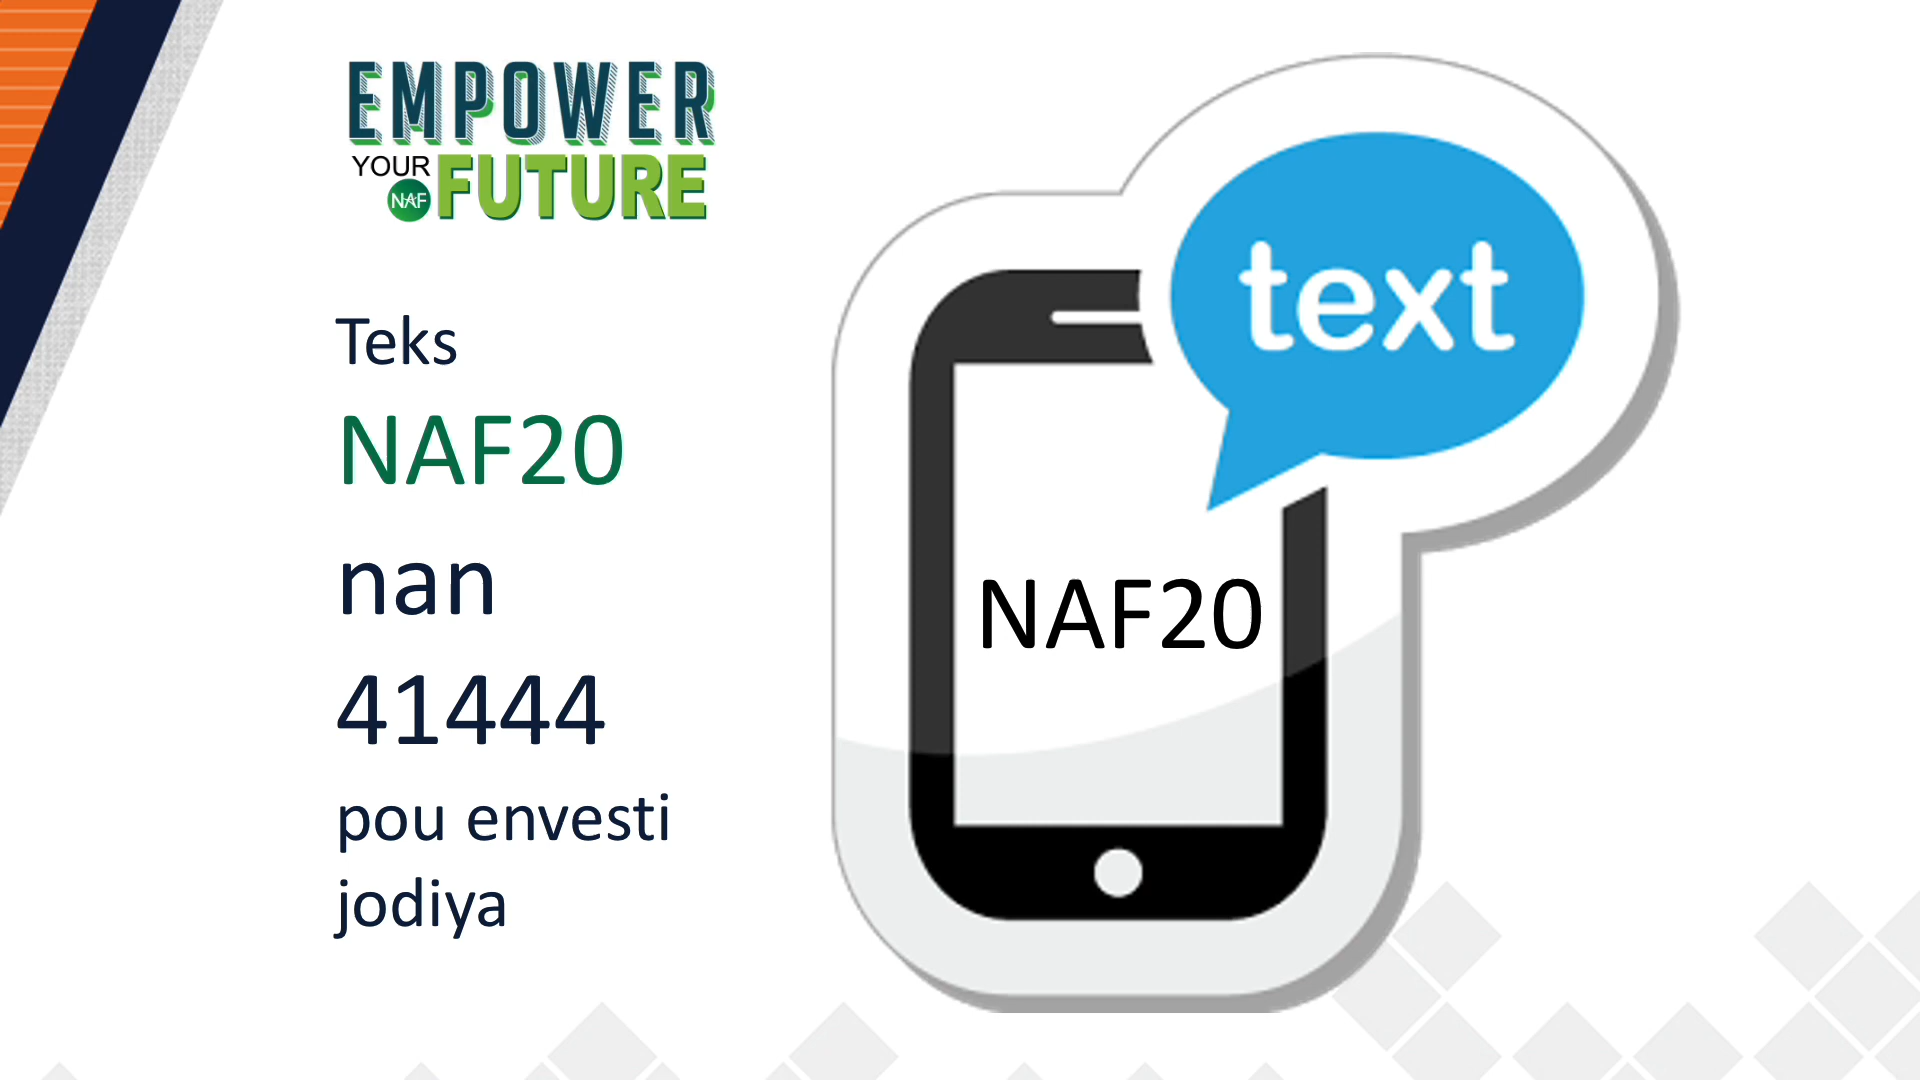 EMPOWER
YOUR
NAF
FUTURE
Teks
NAF20
nan
41444
pou envesti
jodiya
text
NAF20